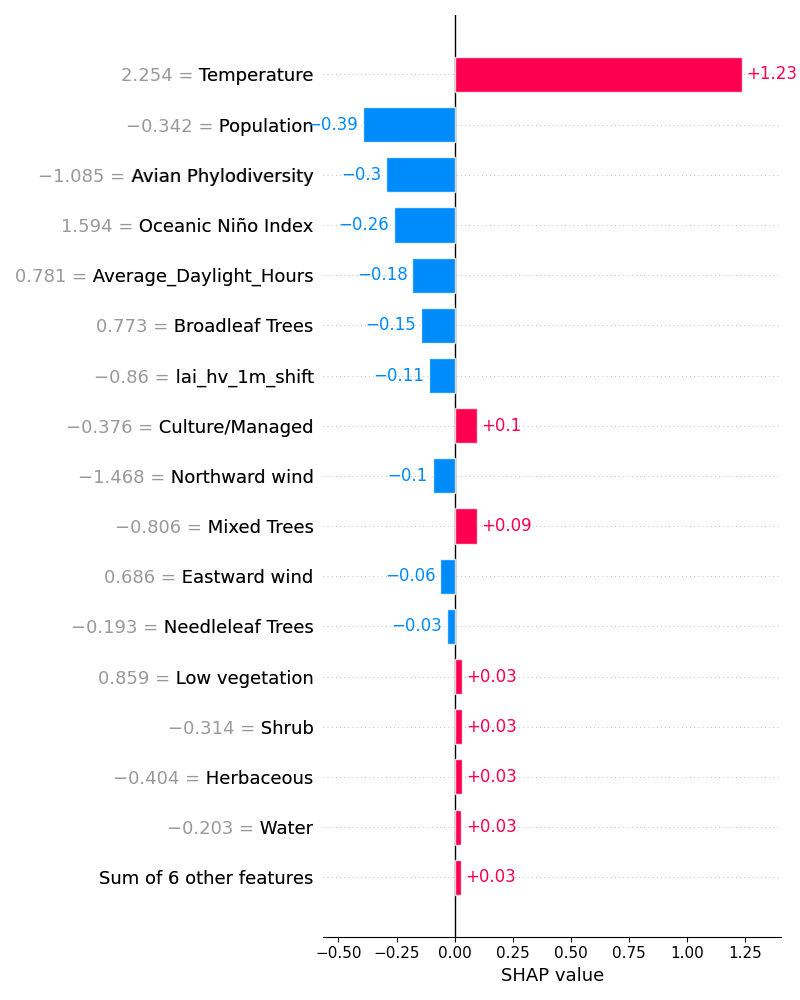 2.254 = Temperature +1.23
−0.342 = Population −0.39
−1.085 = Avian Phylodiversity −0.3
1.594 = Oceanic Niño Index −0.26
0.781 = Average_Daylight_Hours −0.18
0.773 = Broadleaf Trees −0.15
−0.86 = lai_hv_1m_shift −0.11
−0.376 = Culture/Managed +0.1
−1.468 = Northward wind −0.1
−0.806 = Mixed Trees +0.09
0.686 = Eastward wind −0.06
−0.193 = Needleleaf Trees −0.03
0.859 = Low vegetation +0.03
−0.314 = Shrub +0.03
−0.404 = Herbaceous +0.03
−0.203 = Water +0.03
Sum of 6 other features +0.03
−0.50 −0.25 0.00 0.25 0.50 0.75 1.00 1.25
SHAP value